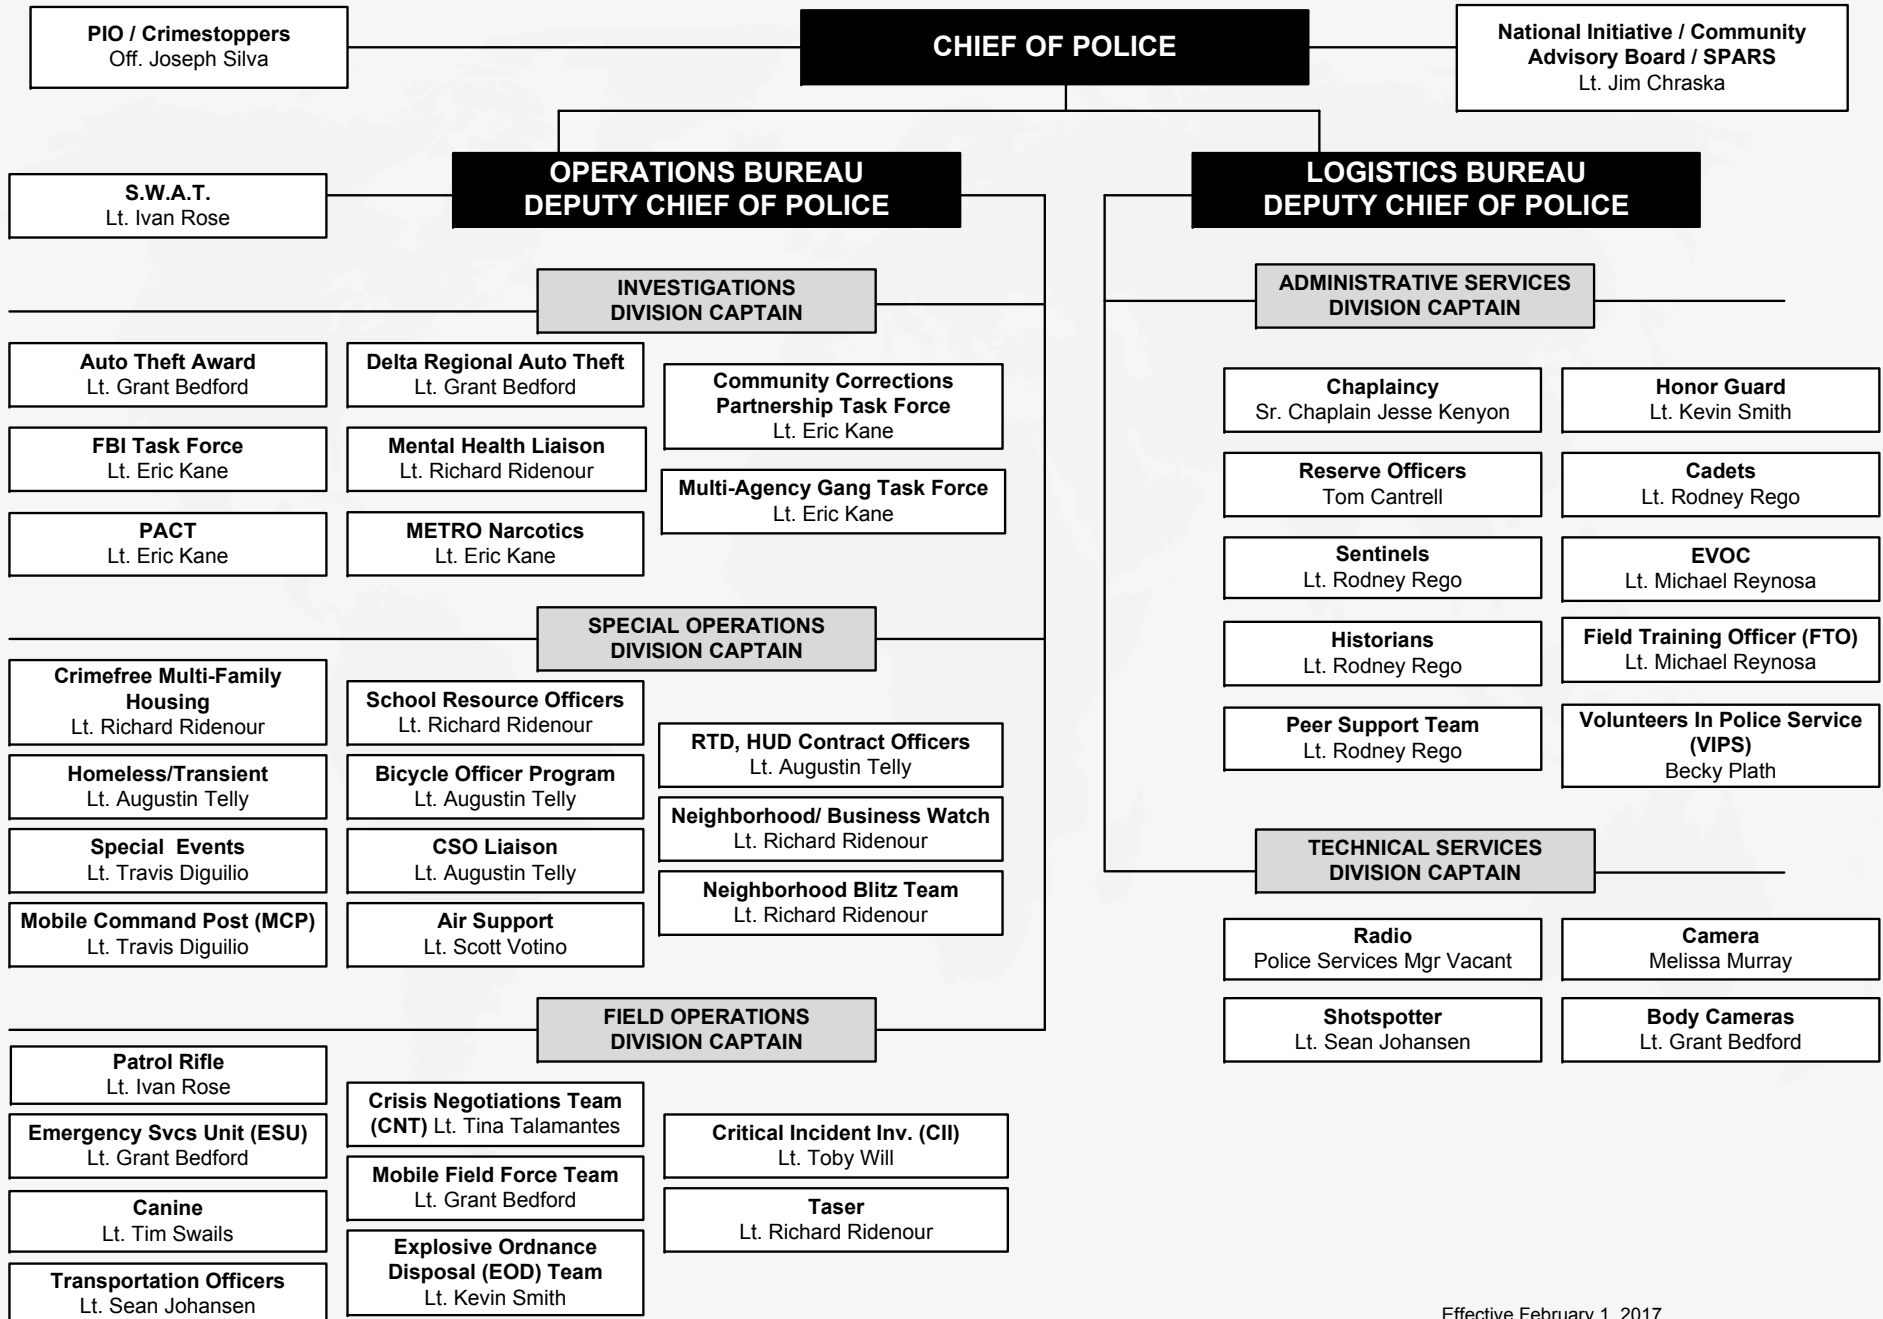 PIO / Crimestoppers
Off. Joseph Silva
CHIEF OF POLICE
National Initiative / Community
Advisory Board / SPARS
Lt. Jim Chraska
S.W.A.T.
Lt. Ivan Rose
OPERATIONS BUREAU
DEPUTY CHIEF OF POLICE
LOGISTICS BUREAU
DEPUTY CHIEF OF POLICE
INVESTIGATIONS
DIVISION CAPTAIN
Auto Theft Award
Lt. Grant Bedford
Delta Regional Auto Theft
Lt. Grant Bedford
Community Corrections
Partnership Task Force
Lt. Eric Kane
FBI Task Force
Lt. Eric Kane
Mental Health Liaison
Lt. Richard Ridenour
Multi-Agency Gang Task Force
Lt. Eric Kane
PACT
Lt. Eric Kane
METRO Narcotics
Lt. Eric Kane
SPECIAL OPERATIONS
DIVISION CAPTAIN
Crimefree Multi-Family
Housing
Lt. Richard Ridenour
School Resource Officers
Lt. Richard Ridenour
RTD, HUD Contract Officers
Lt. Augustin Telly
Homeless/Transient
Lt. Augustin Telly
Bicycle Officer Program
Lt. Augustin Telly
Neighborhood/ Business Watch
Lt. Richard Ridenour
Special  Events
Lt. Travis Diguilio
CSO Liaison
Lt. Augustin Telly
Neighborhood Blitz Team
Lt. Richard Ridenour
Mobile Command Post (MCP)
Lt. Travis Diguilio
Air Support
Lt. Scott Votino
FIELD OPERATIONS
DIVISION CAPTAIN
Patrol Rifle
Lt. Ivan Rose
Crisis Negotiations Team
(CNT) Lt. Tina Talamantes
Critical Incident Inv. (CII)
Lt. Toby Will
Emergency Svcs Unit (ESU)
Lt. Grant Bedford
Mobile Field Force Team
Lt. Grant Bedford
Taser
Lt. Richard Ridenour
Canine
Lt. Tim Swails
Explosive Ordnance
Disposal (EOD) Team
Lt. Kevin Smith
Transportation Officers
Lt. Sean Johansen
ADMINISTRATIVE SERVICES
DIVISION CAPTAIN
Chaplaincy
Sr. Chaplain Jesse Kenyon
Honor Guard
Lt. Kevin Smith
Reserve Officers
Tom Cantrell
Cadets
Lt. Rodney Rego
Sentinels
Lt. Rodney Rego
EVOC
Lt. Michael Reynosa
Historians
Lt. Rodney Rego
Field Training Officer (FTO)
Lt. Michael Reynosa
Peer Support Team
Lt. Rodney Rego
Volunteers In Police Service
(VIPS)
Becky Plath
TECHNICAL SERVICES
DIVISION CAPTAIN
Radio
Police Services Mgr Vacant
Camera
Melissa Murray
Shotspotter
Lt. Sean Johansen
Body Cameras
Lt. Grant Bedford
Effective February 1, 2017